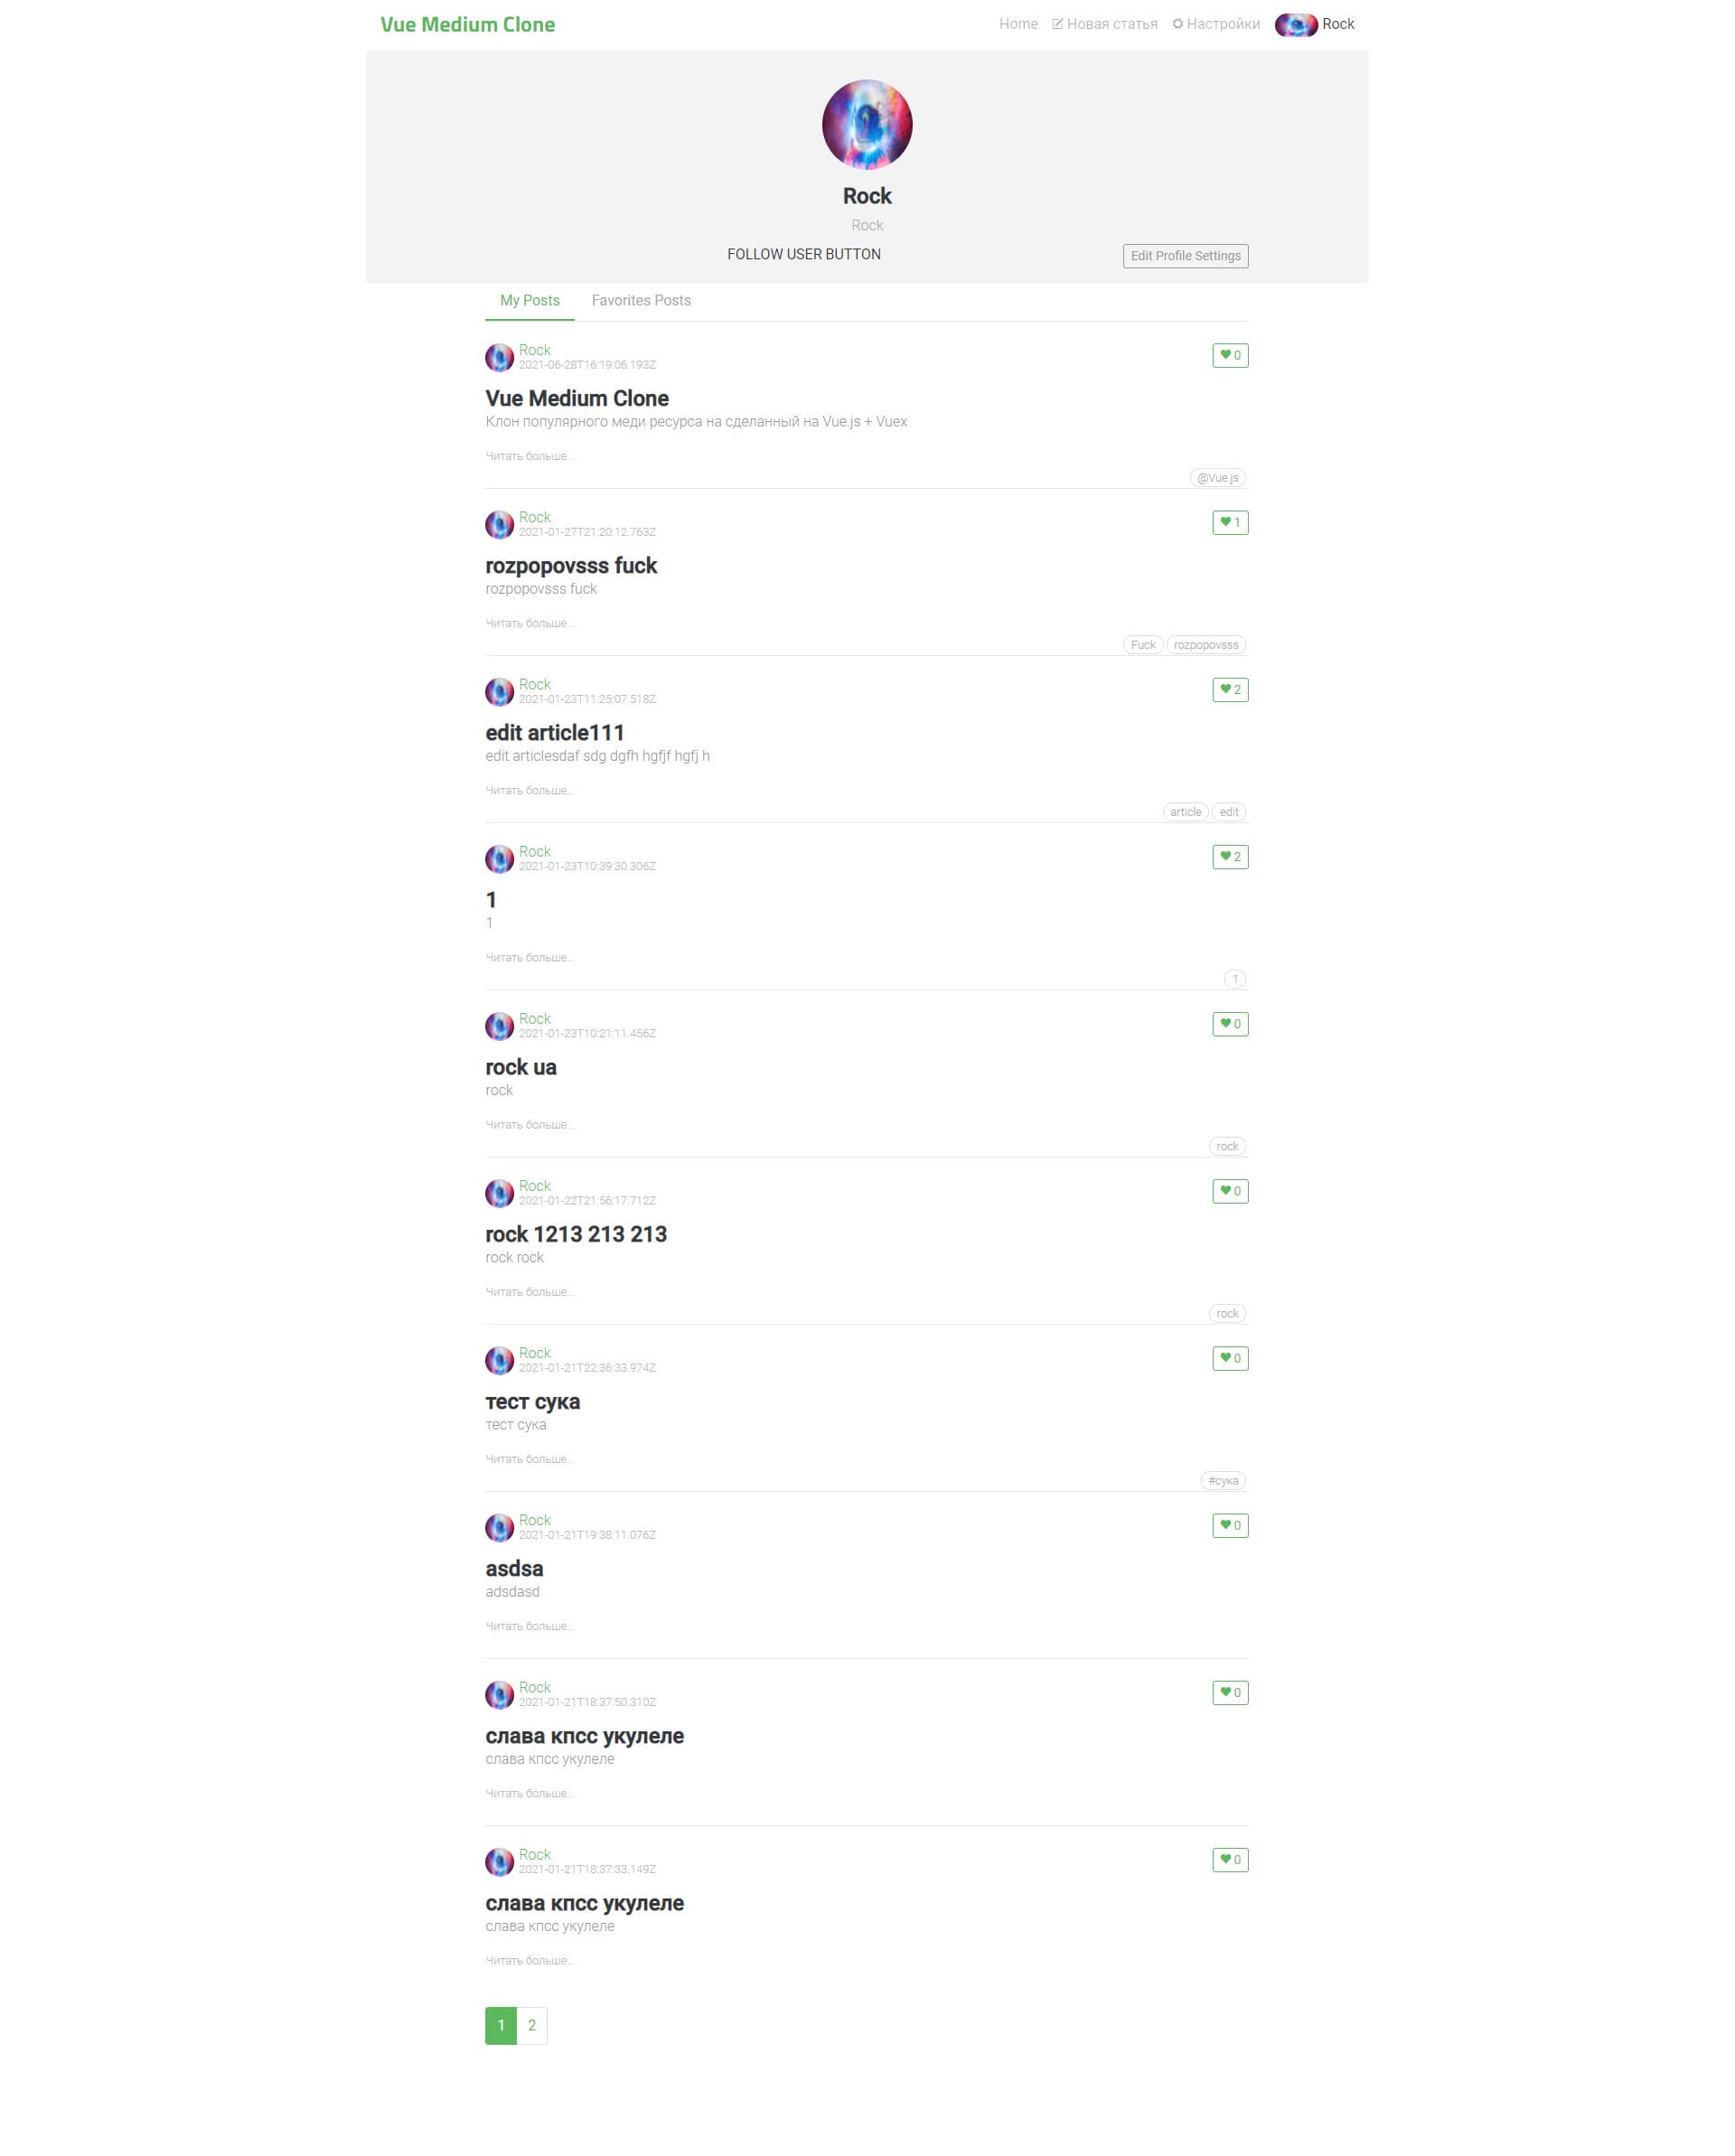 Vue Medium Clone
Home Новая статья Настройки Rock
Rock
Rock
FOLLOW USER BUTTON
Edit Profile Settings
My Posts Favorites Posts
Rock
0
2021-06-28T16:19:06.193Z
Vue Medium Clone
Клон популярного меди ресурса на сделанный на Vue.js + Vuex
Читать больше...
@Vue.js
Rock
1
2021-01-27T21:20:12.763Z
rozpopovsss fuck
rozpopovsss fuck
Читать больше...
Fuck rozpopovsss
Rock
2
2021-01-23T11:25:07.518Z
edit article111
edit articlesdaf sdg dgfh hgfjf hgfj h
Читать больше...
article edit
Rock
2
2021-01-23T10:39:30.306Z
1
1
Читать больше...
1
Rock
0
2021-01-23T10:21:11.456Z
rock ua
rock
Читать больше...
rock
Rock
0
2021-01-22T21:56:17.712Z
rock 1213 213 213
rock rock
Читать больше...
rock
Rock
0
2021-01-21T22:36:33.974Z
тест сука
тест сука
Читать больше...
#сука
Rock
0
2021-01-21T19:38:11.076Z
asdsa
adsdasd
Читать больше...
Rock
0
2021-01-21T18:37:50.310Z
слава кпсс укулеле
слава кпсс укулеле
Читать больше...
Rock
0
2021-01-21T18:37:33.149Z
слава кпсс укулеле
слава кпсс укулеле
Читать больше...
1 2